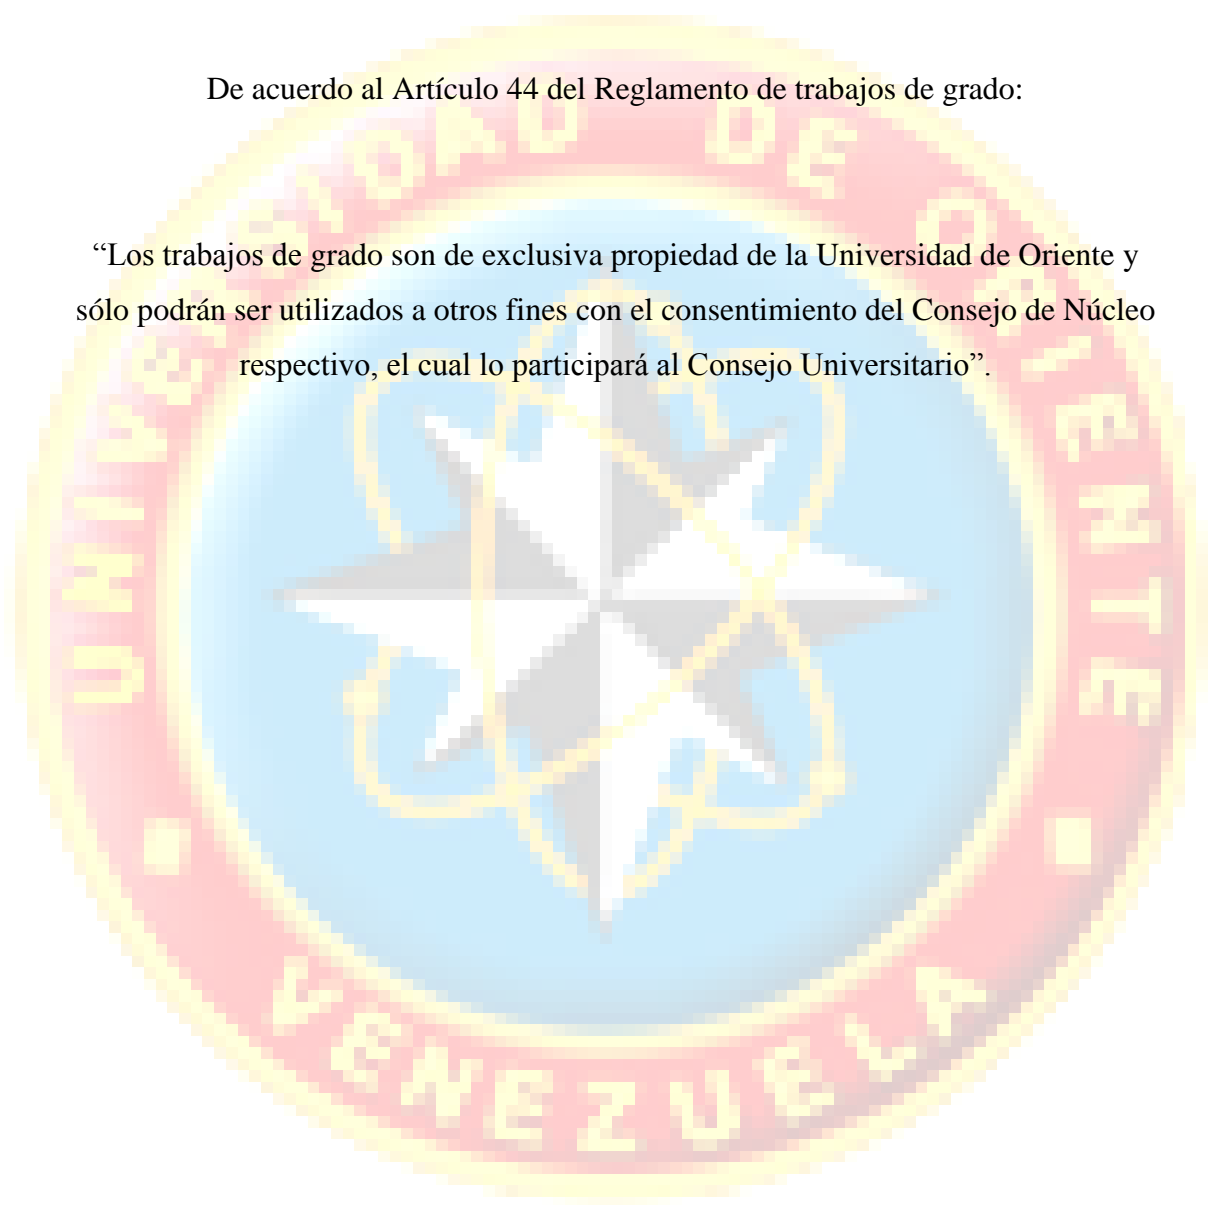 De acuerdo al Artículo 44 del Reglamento de trabajos de grado:
“Los trabajos de grado son de exclusiva propiedad de la Universidad de Oriente y
sólo podrán ser utilizados a otros fines con el consentimiento del Consejo de Núcleo
respectivo, el cual lo participará al Consejo Universitario”.
UNIVERSIDAD DE ORIENTE
VENEZUELA